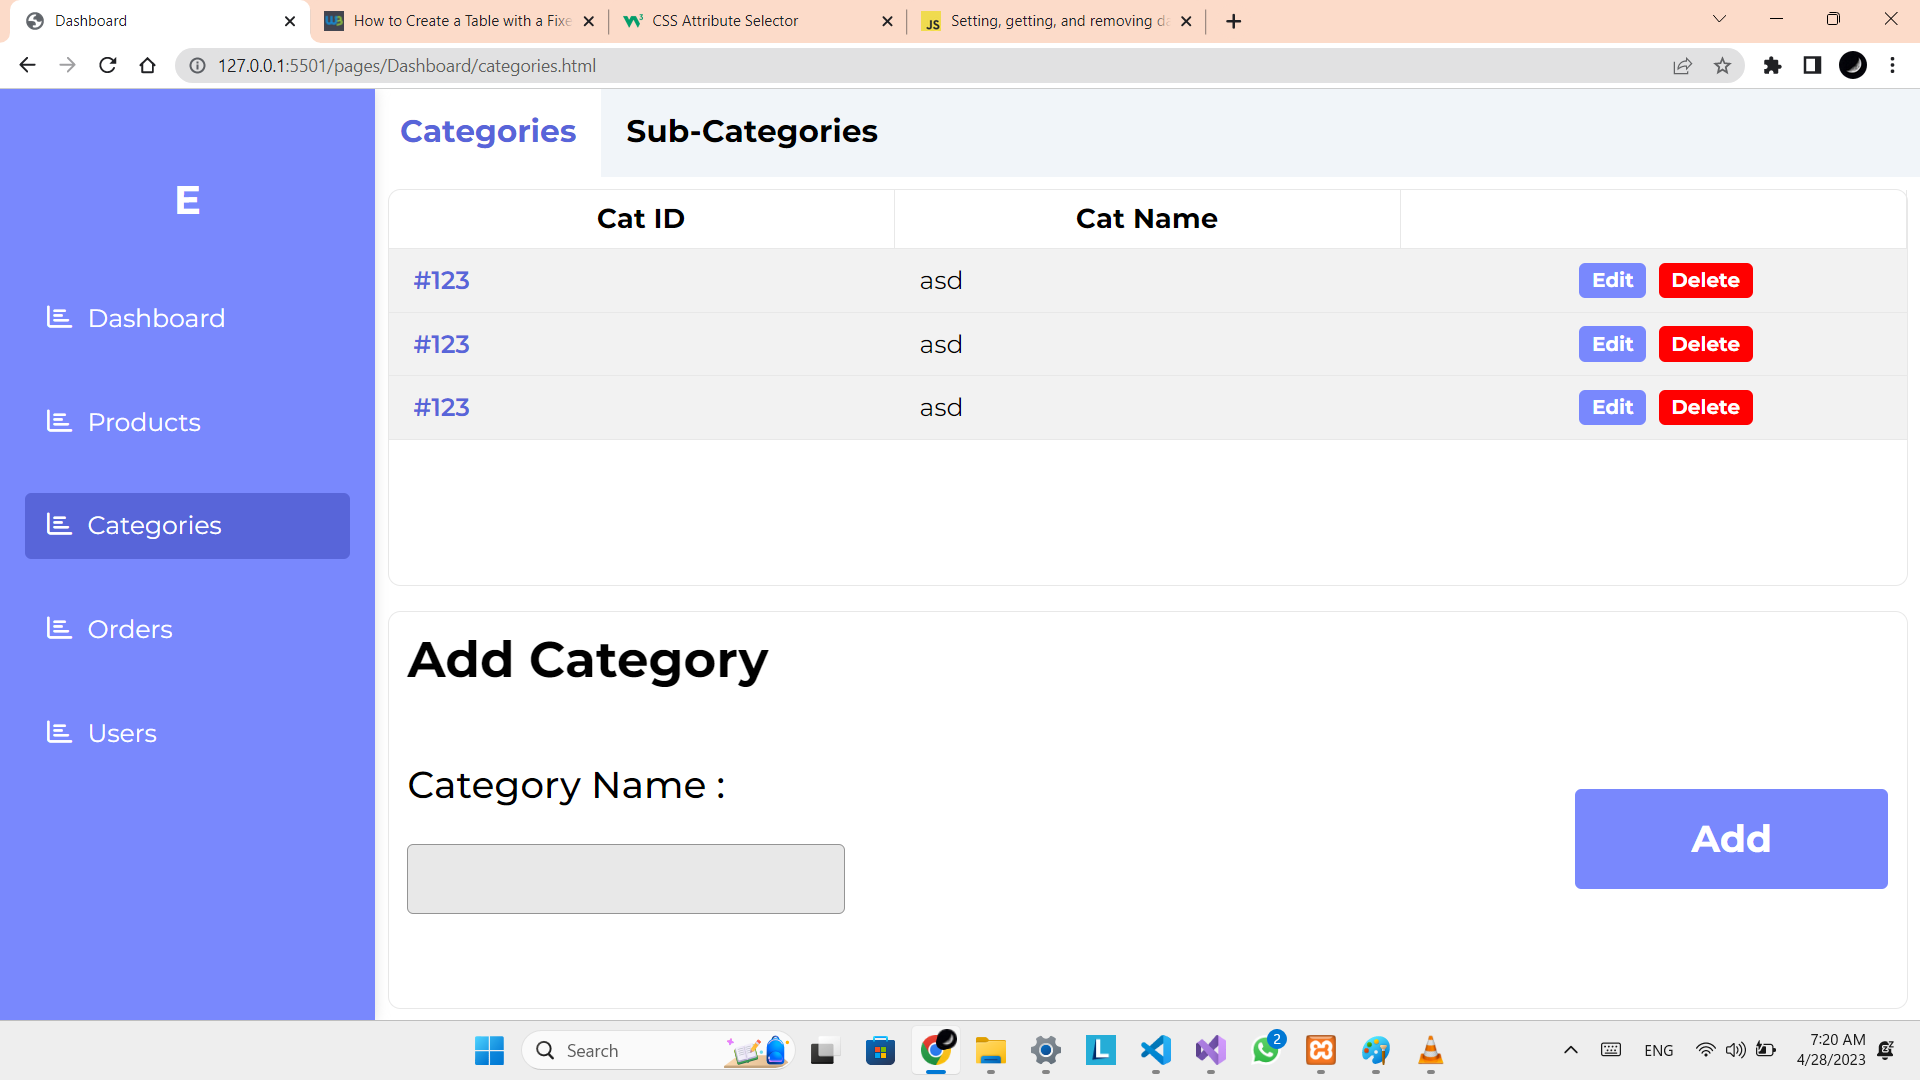 Dashboard
How to Create a Table with a Fixe
CSS Attribute Selector
JS
Setting, getting, and removing da
127.0.0.1:5501/pages/Dashboard/categories.html
E
Dashboard
Products
Categories
Orders
Users
Categories
Sub-Categories
Cat ID
Cat Name
#123
asd
Edit
Delete
#123
asd
Edit
Delete
#123
asd
Edit
Delete
Add Category
Category Name :
Add
Search
L
2
ENG
7:20 AM
4/28/2023